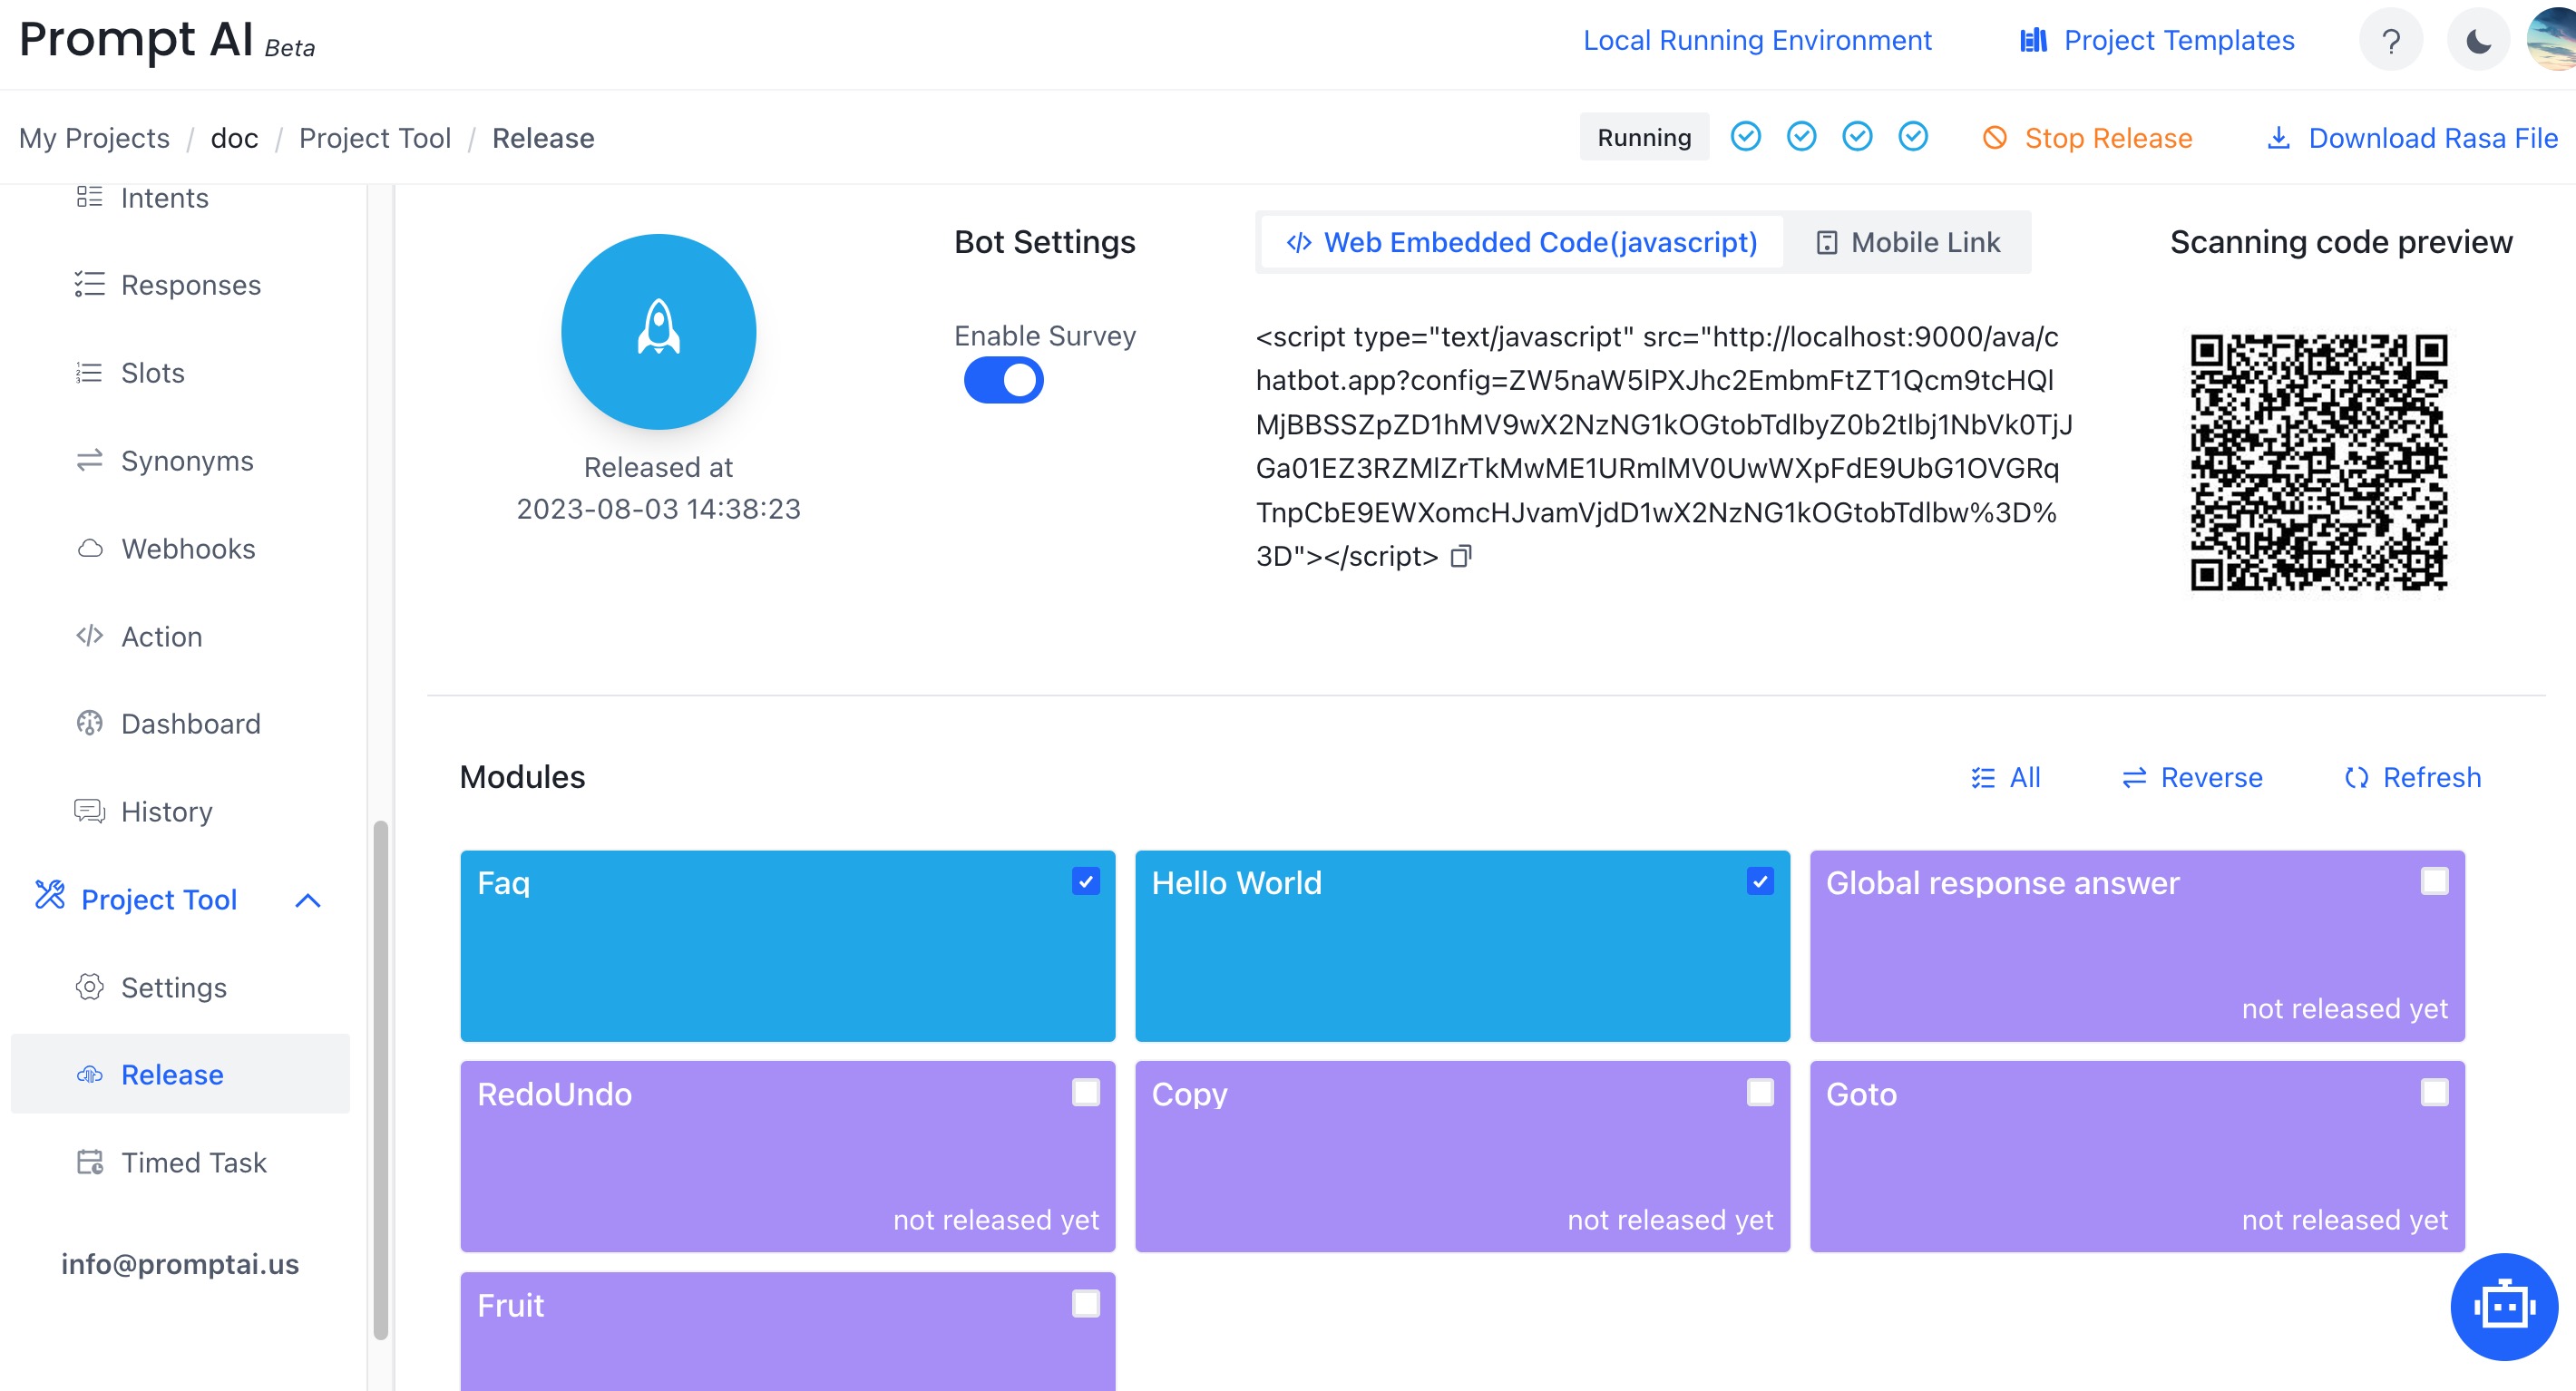 Prompt AI Beta
Local Running Environment
Project Templates
?
My Projects / doc / Project Tool / Release
Running
Stop Release
Download Rasa File
Intents
Responses
Slots
Synonyms
Webhooks
Action
Dashboard
History
Project Tool
Settings
Release
Timed Task
info@promptai.us
Released at
2023-08-03 14:38:23
Bot Settings
Enable Survey
Web Embedded Code(javascript)
Mobile Link
<script type="text/javascript" src="http://localhost:9000/ava/c
hatbot.app?config=ZW5naW5lPXJhc2EmbmFtZT1Qcm9tcHQl
MjBBSSZpZD1hMV9wX2NzNG1kOGtobTdlbyZ0b2tlbj1NbVk0TjJ
Ga01EZ3RZMlZrTkMwME1URmlMV0UwWXpFdE9UbG1OVGRq
TnpCbE9EWXomcHJvamVjdD1wX2NzNG1kOGtobTdlbw%3D%
3D"></script>
Scanning code preview
Modules
All
Reverse
Refresh
Faq
Hello World
Global response answer
not released yet
RedoUndo
not released yet
Copy
not released yet
Goto
not released yet
Fruit